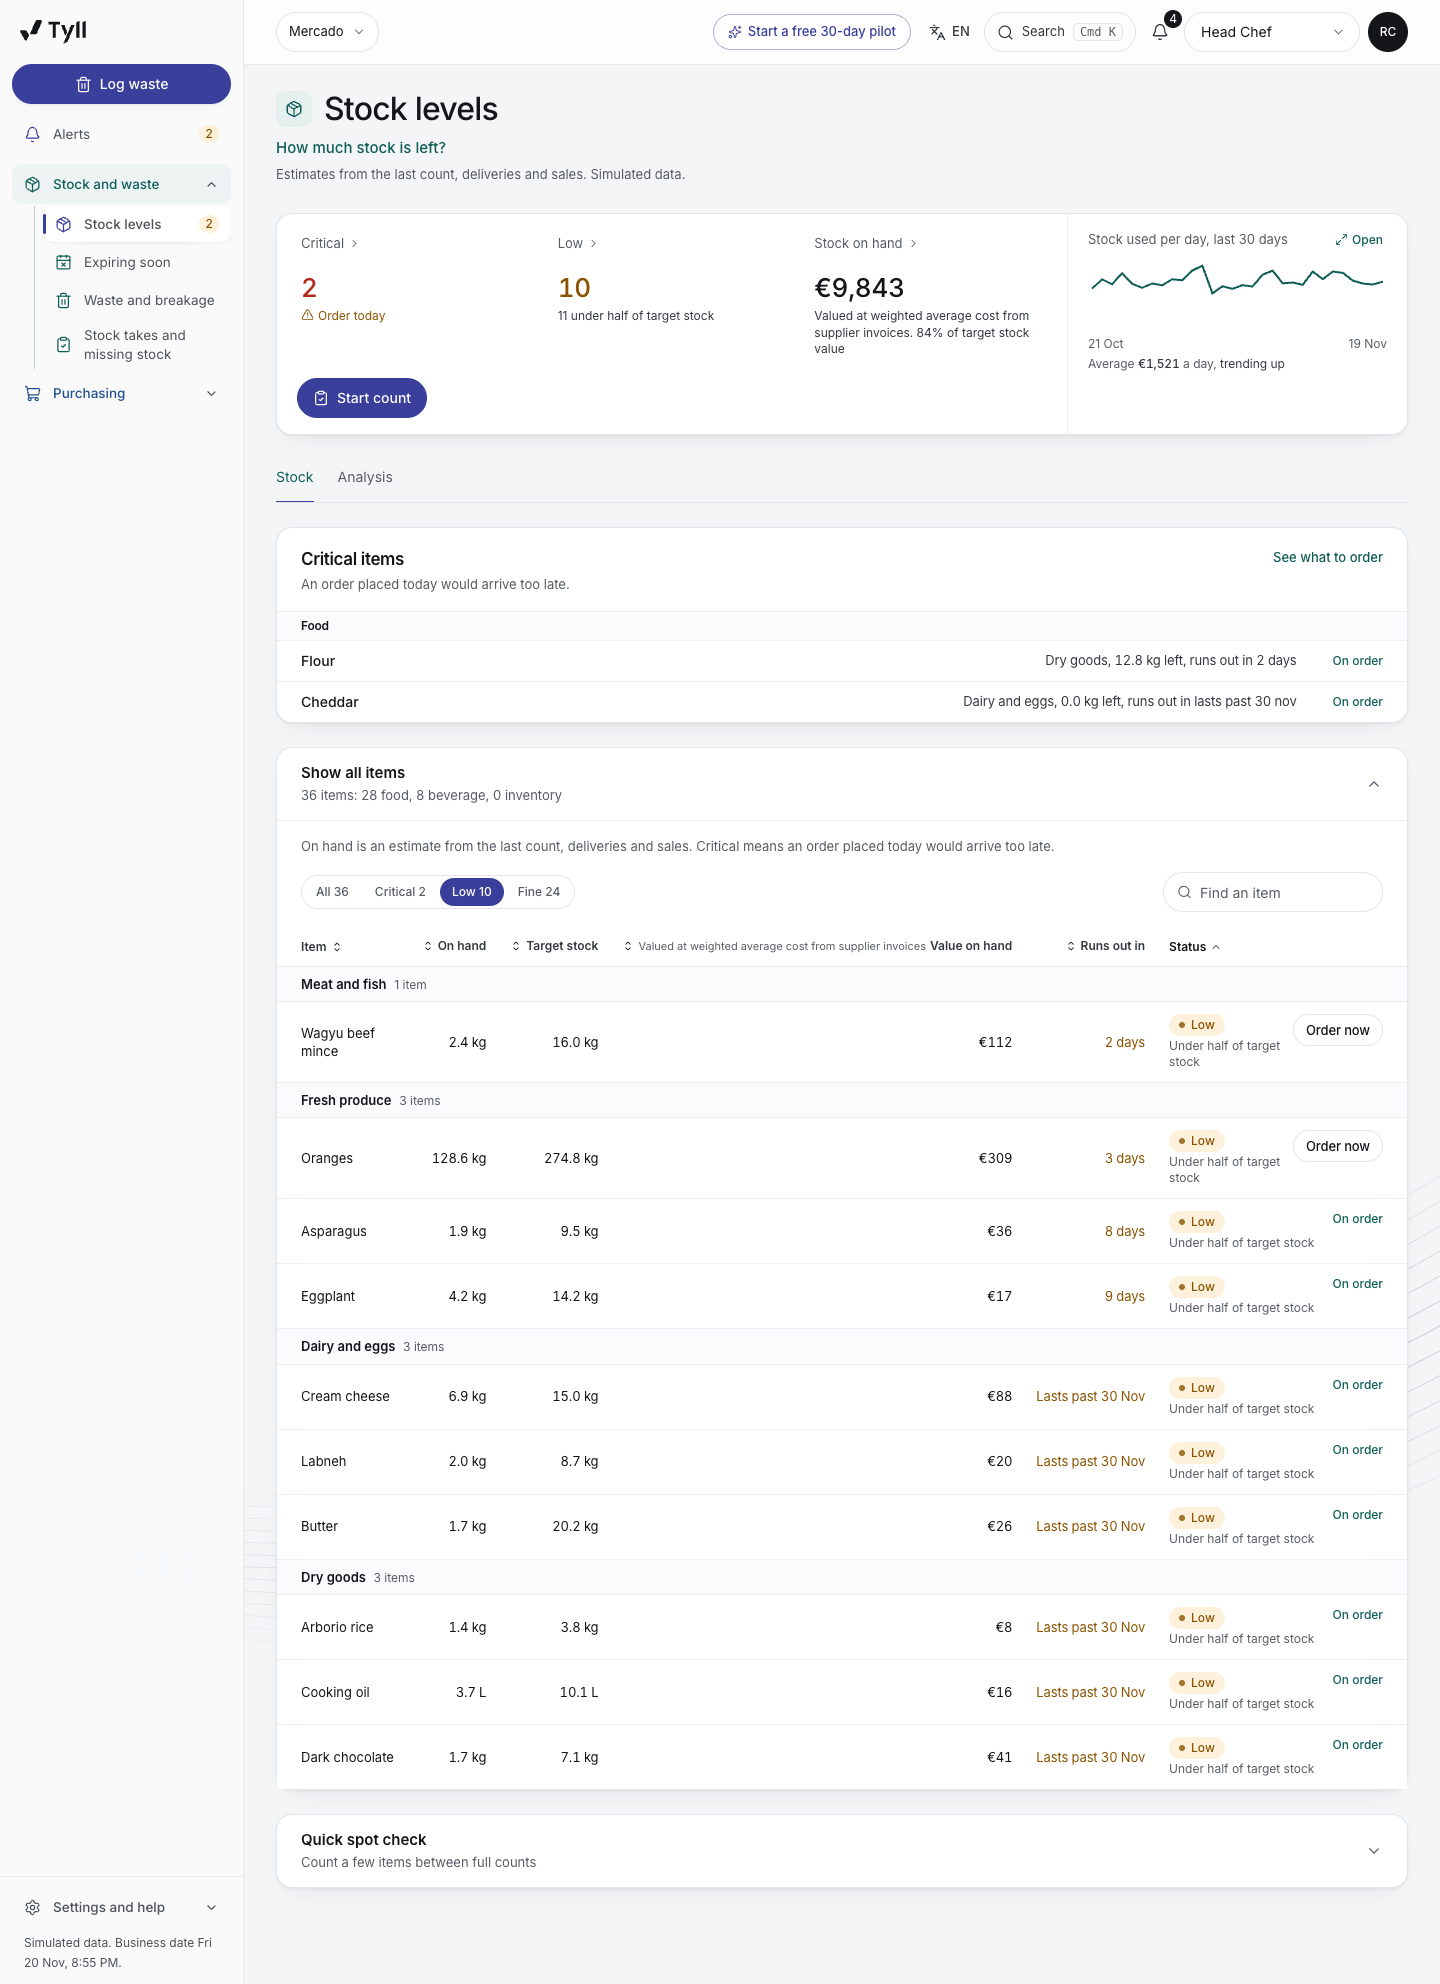 Tyll
Log waste
Alerts 2
Stock and waste
Stock levels 2
Expiring soon
Waste and breakage
Stock takes and
missing stock
Purchasing
Settings and help
Simulated data. Business date Fri
20 Nov, 8:55 PM.
Mercado
Start a free 30-day pilot
EN
Search Cmd K
4
Head Chef
RC
Stock levels
How much stock is left?
Estimates from the last count, deliveries and sales. Simulated data.
Critical
2
Order today
Low
10
11 under half of target stock
Stock on hand
€9,843
Valued at weighted average cost from
supplier invoices. 84% of target stock
value
Start count
Stock used per day, last 30 days Open
21 Oct 19 Nov
Average €1,521 a day, trending up
Stock Analysis
Critical items See what to order
An order placed today would arrive too late.
Food
Flour Dry goods, 12.8 kg left, runs out in 2 days On order
Cheddar Dairy and eggs, 0.0 kg left, runs out in lasts past 30 nov On order
Show all items
36 items: 28 food, 8 beverage, 0 inventory
On hand is an estimate from the last count, deliveries and sales. Critical means an order placed today would arrive too late.
All 36 Critical 2 Low 10 Fine 24 Find an item
Item On hand Target stock Valued at weighted average cost from supplier invoices Value on hand Runs out in Status
Meat and fish 1 item
Wagyu beef
mince 2.4 kg 16.0 kg €112 2 days Low Order now
Under half of target
stock
Fresh produce 3 items
Oranges 128.6 kg 274.8 kg €309 3 days Low Order now
Under half of target
stock
Asparagus 1.9 kg 9.5 kg €36 8 days Low On order
Under half of target stock
Eggplant 4.2 kg 14.2 kg €17 9 days Low On order
Under half of target stock
Dairy and eggs 3 items
Cream cheese 6.9 kg 15.0 kg €88 Lasts past 30 Nov Low On order
Under half of target stock
Labneh 2.0 kg 8.7 kg €20 Lasts past 30 Nov Low On order
Under half of target stock
Butter 1.7 kg 20.2 kg €26 Lasts past 30 Nov Low On order
Under half of target stock
Dry goods 3 items
Arborio rice 1.4 kg 3.8 kg €8 Lasts past 30 Nov Low On order
Under half of target stock
Cooking oil 3.7 L 10.1 L €16 Lasts past 30 Nov Low On order
Under half of target stock
Dark chocolate 1.7 kg 7.1 kg €41 Lasts past 30 Nov Low On order
Under half of target stock
Quick spot check
Count a few items between full counts